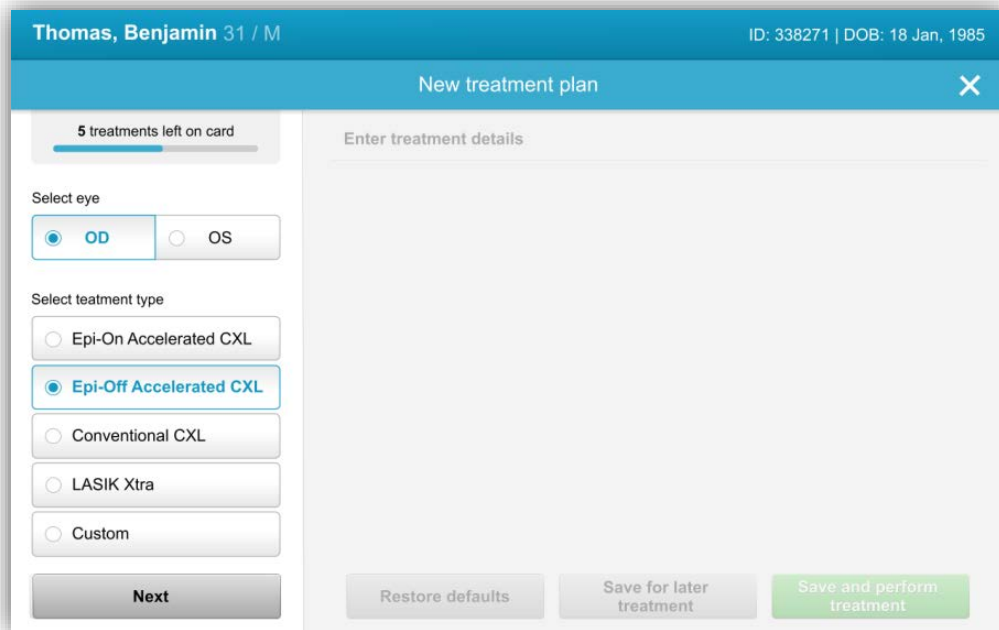 Thomas, Benjamin 31 / M
ID: 338271 | DOB: 18 Jan, 1985
New treatment plan
5 treatments left on card
Enter treatment details
Select eye
OD
OS
Select teatment type
Epi-On Accelerated CXL
Epi-Off Accelerated CXL
Conventional CXL
LASIK Xtra
Custom
Next
Restore defaults
Save for later
treatment
Save and perform
treatment